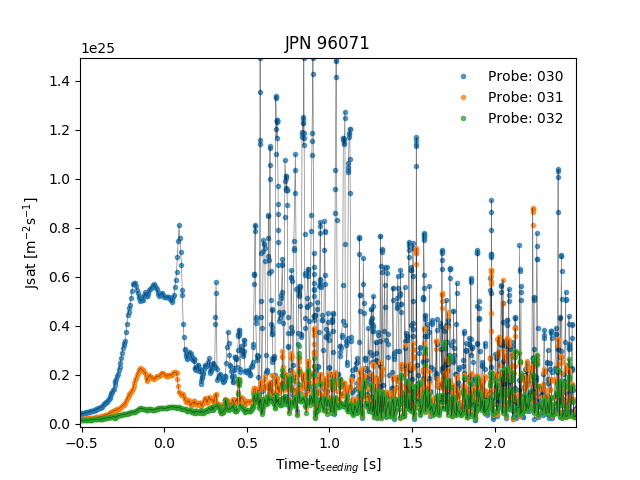 JPN 96071
1e25
Probe: 030
Probe: 031
Probe: 032
1.4
1.2
1.0
0.8
0.6
0.4
0.2
0.0
Jsat [m⁻²s⁻¹]
−0.5 0.0 0.5 1.0 1.5 2.0
Time-t_seeding [s]